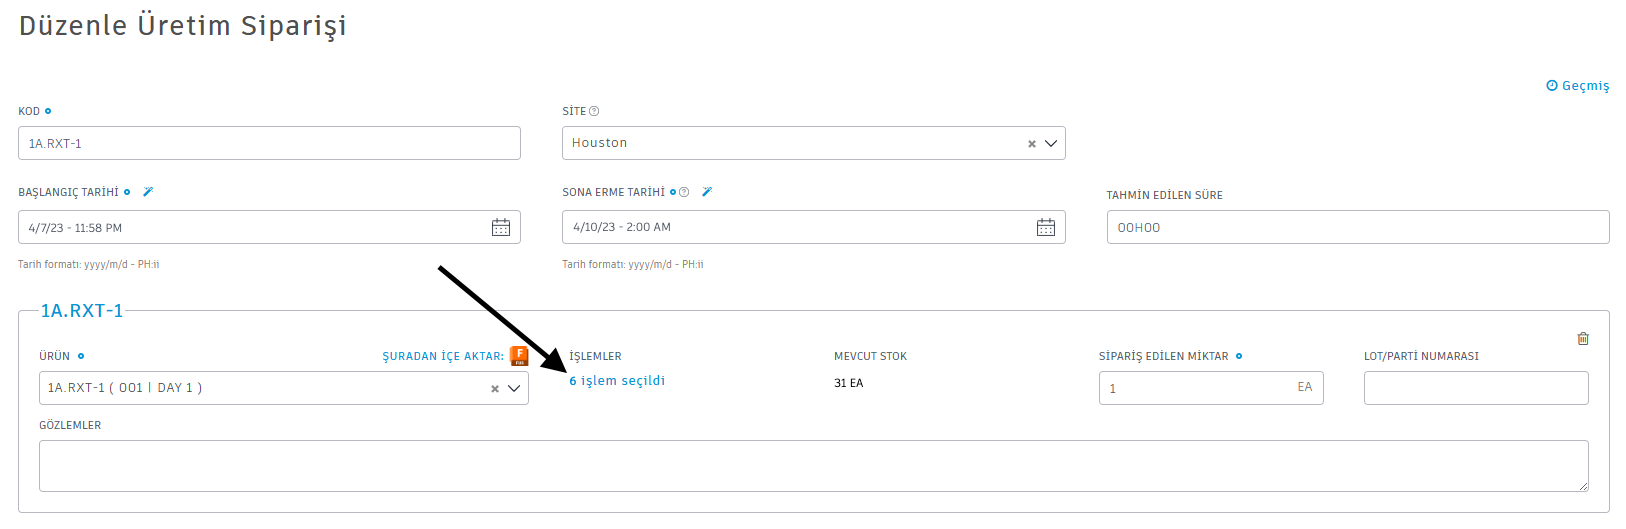 Düzenle Üretim Siparişi
Geçmiş
KOD
SİTE
1A.RXT-1
Houston
BAŞLANGIÇ TARİHİ
SONA ERME TARİHİ
TAHMİN EDİLEN SÜRE
4/7/23 - 11:58 PM
4/10/23 - 2:00 AM
00H00
Tarih formatı: yyyy/m/d - PH:ii
Tarih formatı: yyyy/m/d - PH:ii
1A.RXT-1
ÜRÜN
ŞURADAN İÇE AKTAR:
İŞLEMLER
MEVCUT STOK
SİPARİŞ EDİLEN MİKTAR
LOT/PARTİ NUMARASI
1A.RXT-1 ( 001 | DAY 1 )
6 işlem seçildi
31 EA
1
EA
GÖZLEMLER